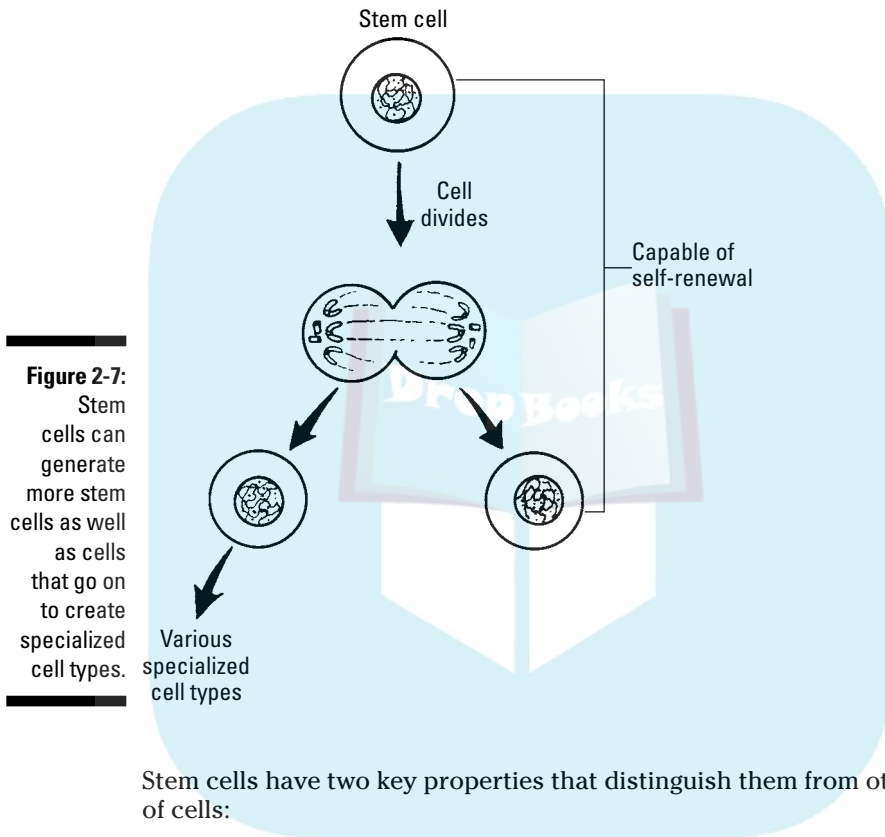 Stem cell
Cell
divides
Capable of
self-renewal
Drop Books
Figure 2-7:
Stem
cells can
generate
more stem
cells as well
as cells
that go on
to create
specialized
cell types.
Various
specialized
cell types
Stem cells have two key properties that distinguish them from ot
of cells: